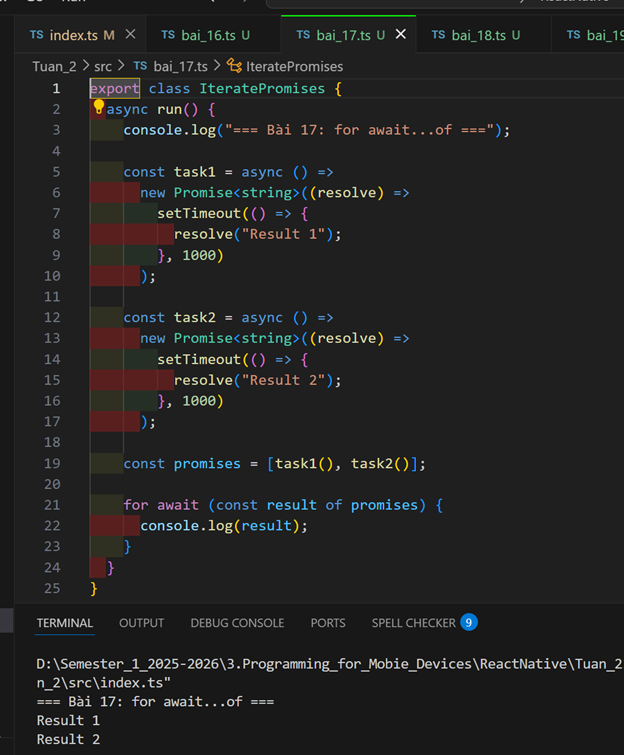 TS index.ts M
TS bai_16.ts U
TS bai_17.ts U
TS bai_18.ts U
TS bai_19
Tuan_2 > src > TS bai_17.ts > IteratePromises
1 export class IteratePromises {
2 async run() {
3 console.log("=== Bài 17: for await...of ===");
4
5 const task1 = async () =>
6 new Promise<string>((resolve) =>
7 setTimeout(() => {
8 resolve("Result 1");
9 }, 1000)
10 );
11
12 const task2 = async () =>
13 new Promise<string>((resolve) =>
14 setTimeout(() => {
15 resolve("Result 2");
16 }, 1000)
17 );
18
19 const promises = [task1(), task2()];
20
21 for await (const result of promises) {
22 console.log(result);
23 }
24 }
25 }
TERMINAL OUTPUT DEBUG CONSOLE PORTS SPELL CHECKER 9
D:\Semester_1_2025-2026\3.Programming_for_Mobie_Devices\ReactNative\Tuan_2
n_2\src\index.ts"
=== Bài 17: for await...of ===
Result 1
Result 2